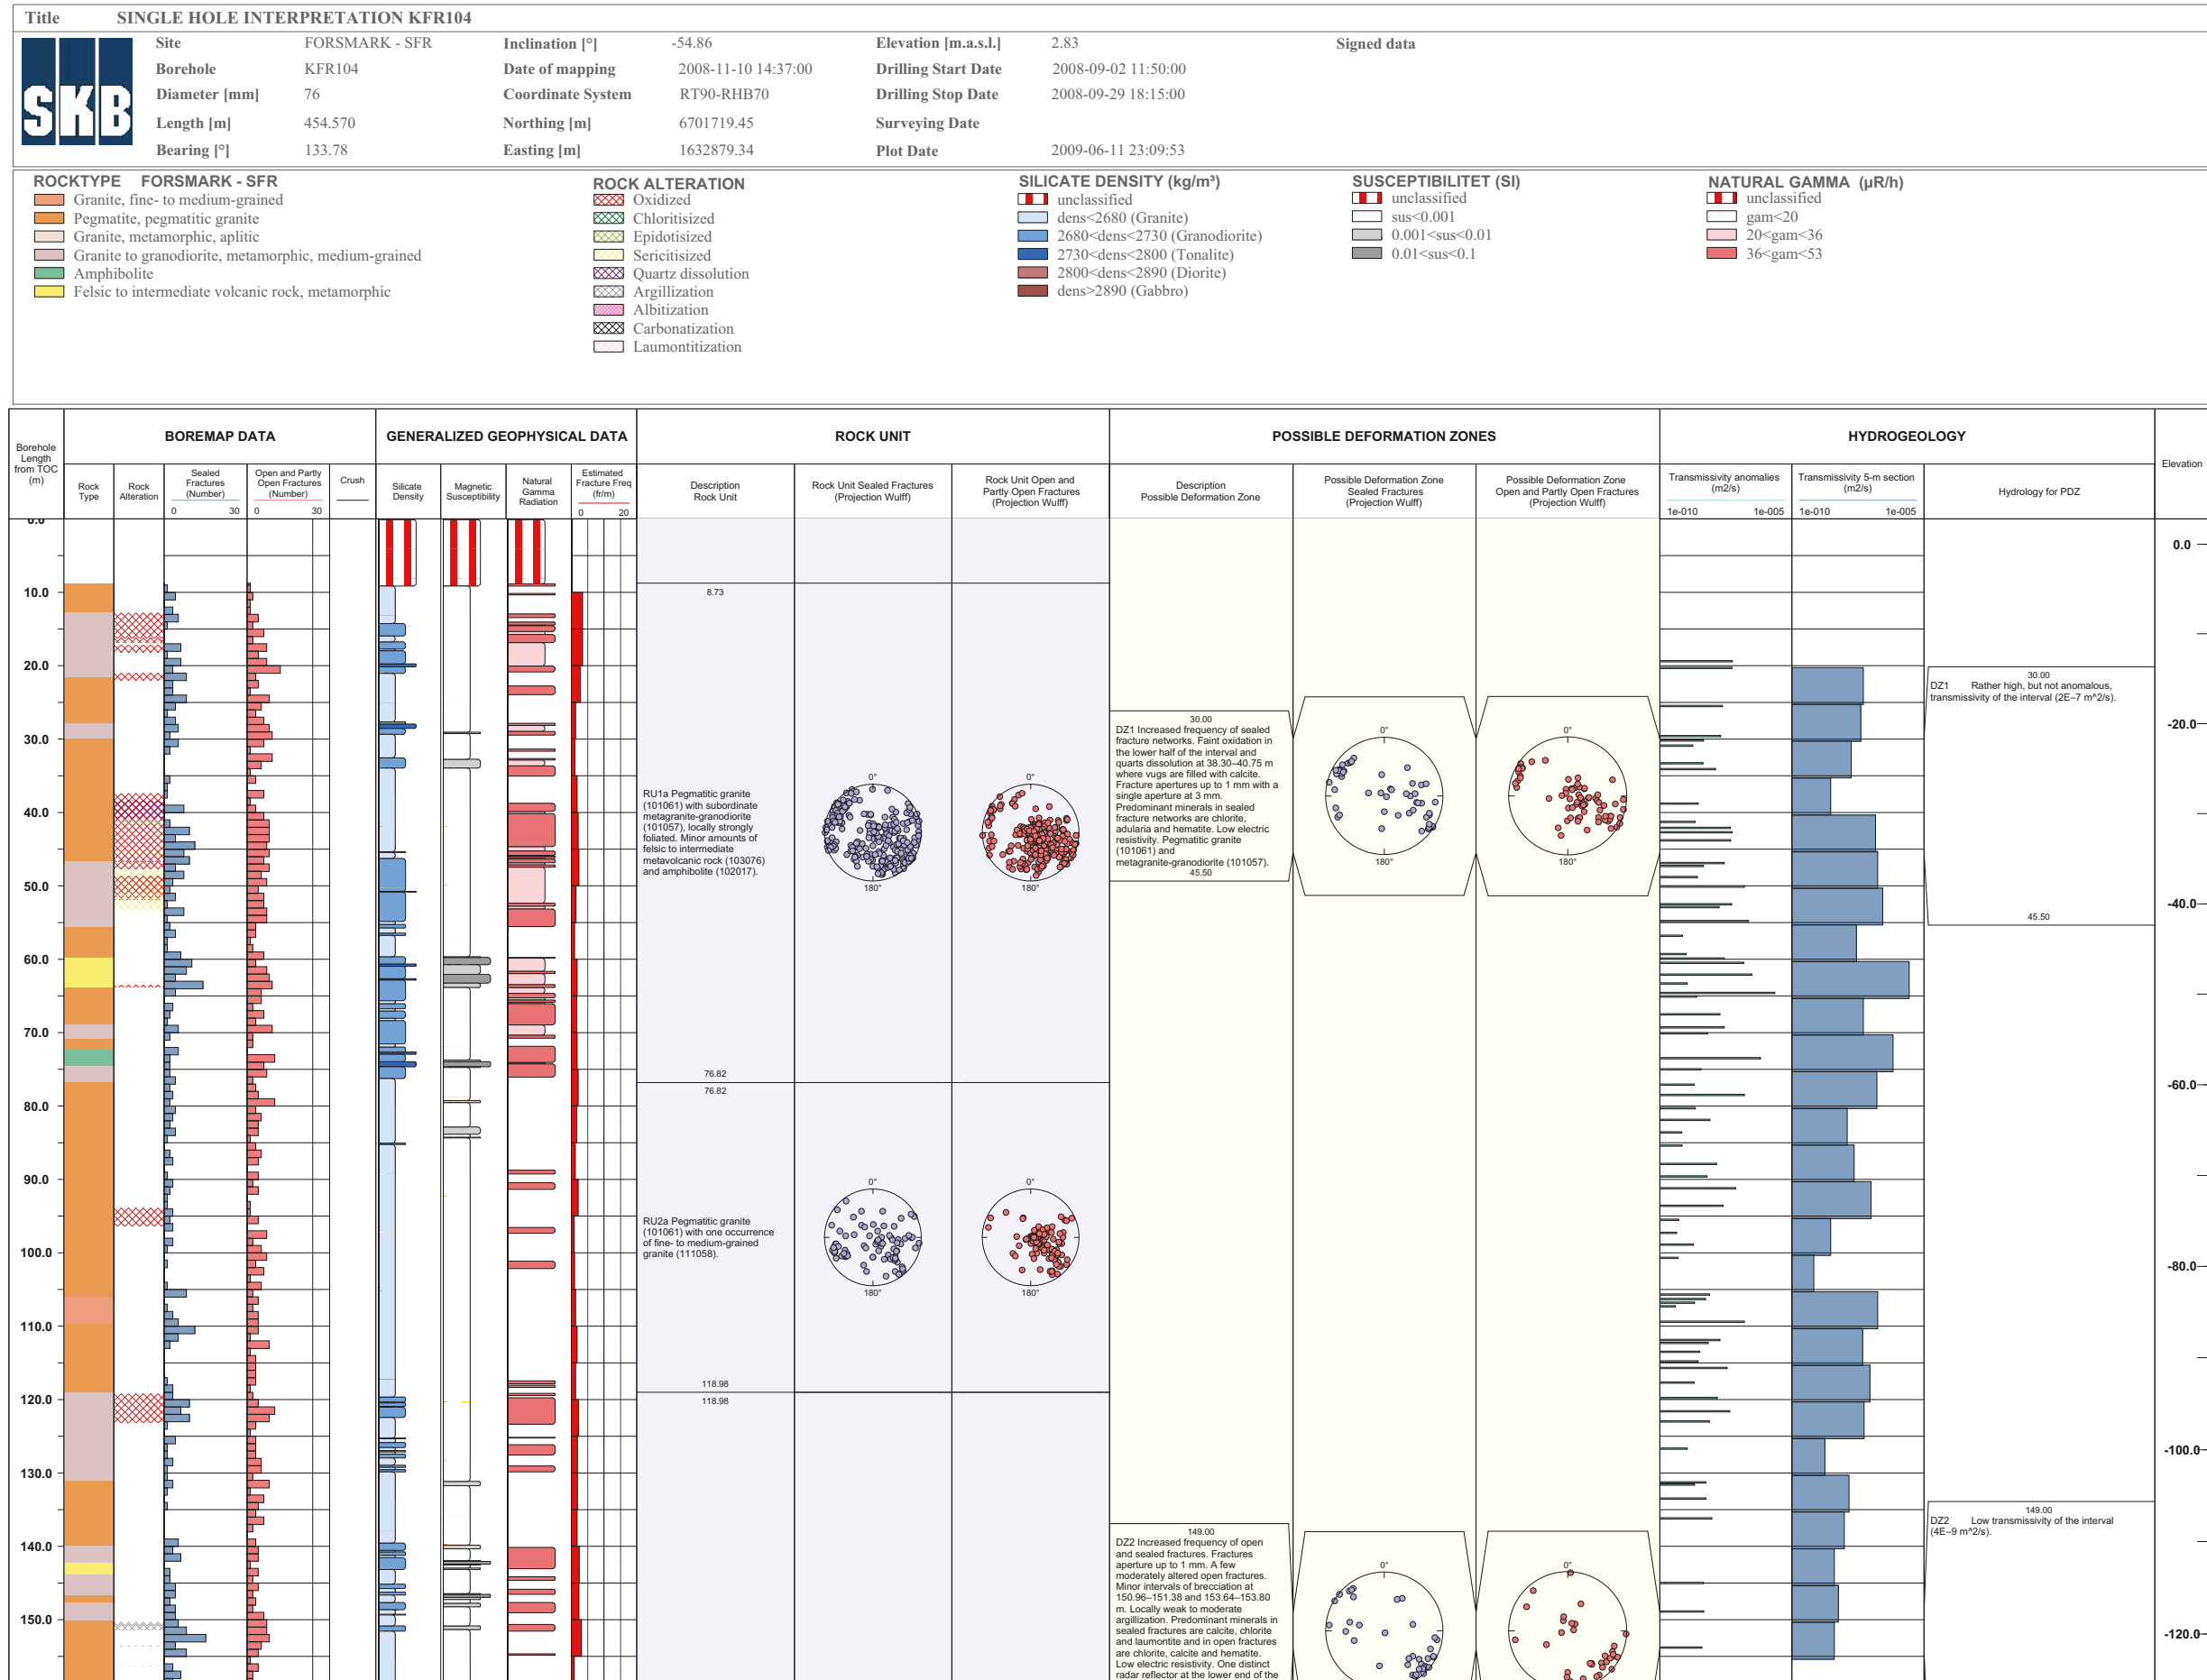 Title SINGLE HOLE INTERPRETATION KFR104
SKB
Site FORSMARK - SFR Inclination [°] -54.86 Elevation [m.a.s.l.] 2.83 Signed data
Borehole KFR104 Date of mapping 2008-11-10 14:37:00 Drilling Start Date 2008-09-02 11:50:00
Diameter [mm] 76 Coordinate System RT90-RHB70 Drilling Stop Date 2008-09-29 18:15:00
Length [m] 454.570 Northing [m] 6701719.45 Surveying Date
Bearing [°] 133.78 Easting [m] 1632879.34 Plot Date 2009-06-11 23:09:53
ROCKTYPE FORSMARK - SFR
Granite, fine- to medium-grained
Pegmatite, pegmatitic granite
Granite, metamorphic, aplitic
Granite to granodiorite, metamorphic, medium-grained
Amphibolite
Felsic to intermediate volcanic rock, metamorphic
ROCK ALTERATION
Oxidized
Chloritisized
Epidotisized
Sericitisized
Quartz dissolution
Argillization
Albitization
Carbonatization
Laumontitization
SILICATE DENSITY (kg/m³)
unclassified
dens<2680 (Granite)
2680<dens<2730 (Granodiorite)
2730<dens<2800 (Tonalite)
2800<dens<2890 (Diorite)
dens>2890 (Gabbro)
SUSCEPTIBILITET (SI)
unclassified
sus<0.001
0.001<sus<0.01
0.01<sus<0.1
NATURAL GAMMA (µR/h)
unclassified
gam<20
20<gam<36
36<gam<53
Borehole
Length
from TOC
(m)
BOREMAP DATA
Rock
Type
Rock
Alteration
Sealed
Fractures
(Number)
0 30
Open and Partly
Open Fractures
(Number)
0 30
Crush
GENERALIZED GEOPHYSICAL DATA
Silicate
Density
Magnetic
Susceptibility
Natural
Gamma
Radiation
Estimated
Fracture Freq
(fr/m)
0 20
ROCK UNIT
Description
Rock Unit
Rock Unit Sealed Fractures
(Projection Wulff)
Rock Unit Open and
Partly Open Fractures
(Projection Wulff)
POSSIBLE DEFORMATION ZONES
Description
Possible Deformation Zone
Possible Deformation Zone
Sealed Fractures
(Projection Wulff)
Possible Deformation Zone
Open and Partly Open Fractures
(Projection Wulff)
HYDROGEOLOGY
Transmissivity anomalies
(m2/s)
1e-010 1e-005
Transmissivity 5-m section
(m2/s)
1e-010 1e-005
Hydrology for PDZ
Elevation
0.0
10.0
20.0
30.0
40.0
50.0
60.0
70.0
80.0
90.0
100.0
110.0
120.0
130.0
140.0
150.0
8.73
RU1a Pegmatitic granite
(101061) with subordinate
metagranite-granodiorite
(101057), locally strongly
foliated. Minor amounts of
felsic to intermediate
metavolcanic rock (103076)
and amphibolite (102017).
76.82
0°
180°
0°
180°
76.82
RU2a Pegmatitic granite
(101061) with one occurrence
of fine- to medium-grained
granite (111058).
118.98
0°
180°
0°
180°
118.98
30.00
DZ1 Increased frequency of sealed
fracture networks. Faint oxidation in
the lower half of the interval and
quarts dissolution at 38.30–40.75 m
where vugs are filled with calcite.
Fracture apertures up to 1 mm with a
single aperture at 3 mm.
Predominant minerals in sealed
fracture networks are chlorite,
adularia and hematite. Low electric
resistivity. Pegmatitic granite
(101061) and
metagranite-granodiorite (101057).
45.50
0°
180°
0°
180°
149.00
DZ2 Increased frequency of open
and sealed fractures. Fractures
aperture up to 1 mm. A few
moderately altered open fractures.
Minor intervals of brecciation at
150.96–151.38 and 153.64–153.80
m. Locally weak to moderate
argillization. Predominant minerals in
sealed fractures are calcite, chlorite
and laumontite and in open fractures
are chlorite, calcite and hematite.
Low electric resistivity. One distinct
radar reflector at the lower end of the
0°
0°
30.00
DZ1 Rather high, but not anomalous,
transmissivity of the interval (2E–7 m^2/s).
45.50
149.00
DZ2 Low transmissivity of the interval
(4E–9 m^2/s).
0.0
-20.0
-40.0
-60.0
-80.0
-100.0
-120.0